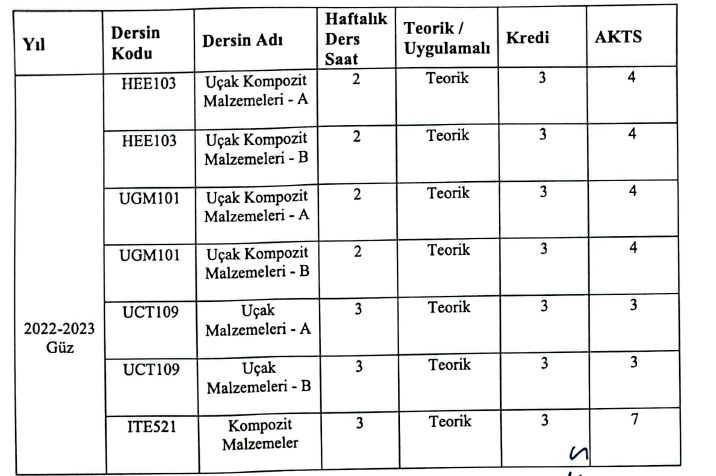 Yıl Dersin Kodu Dersin Adı Haftalık Ders Saat Teorik / Uygulamalı Kredi AKTS
2022-2023 Güz
HEE103 Uçak Kompozit Malzemeleri - A 2 Teorik 3 4
HEE103 Uçak Kompozit Malzemeleri - B 2 Teorik 3 4
UGM101 Uçak Kompozit Malzemeleri - A 2 Teorik 3 4
UGM101 Uçak Kompozit Malzemeleri - B 2 Teorik 3 4
UCT109 Uçak Malzemeleri - A 3 Teorik 3 3
UCT109 Uçak Malzemeleri - B 3 Teorik 3 3
ITE521 Kompozit Malzemeler 3 Teorik 3 7